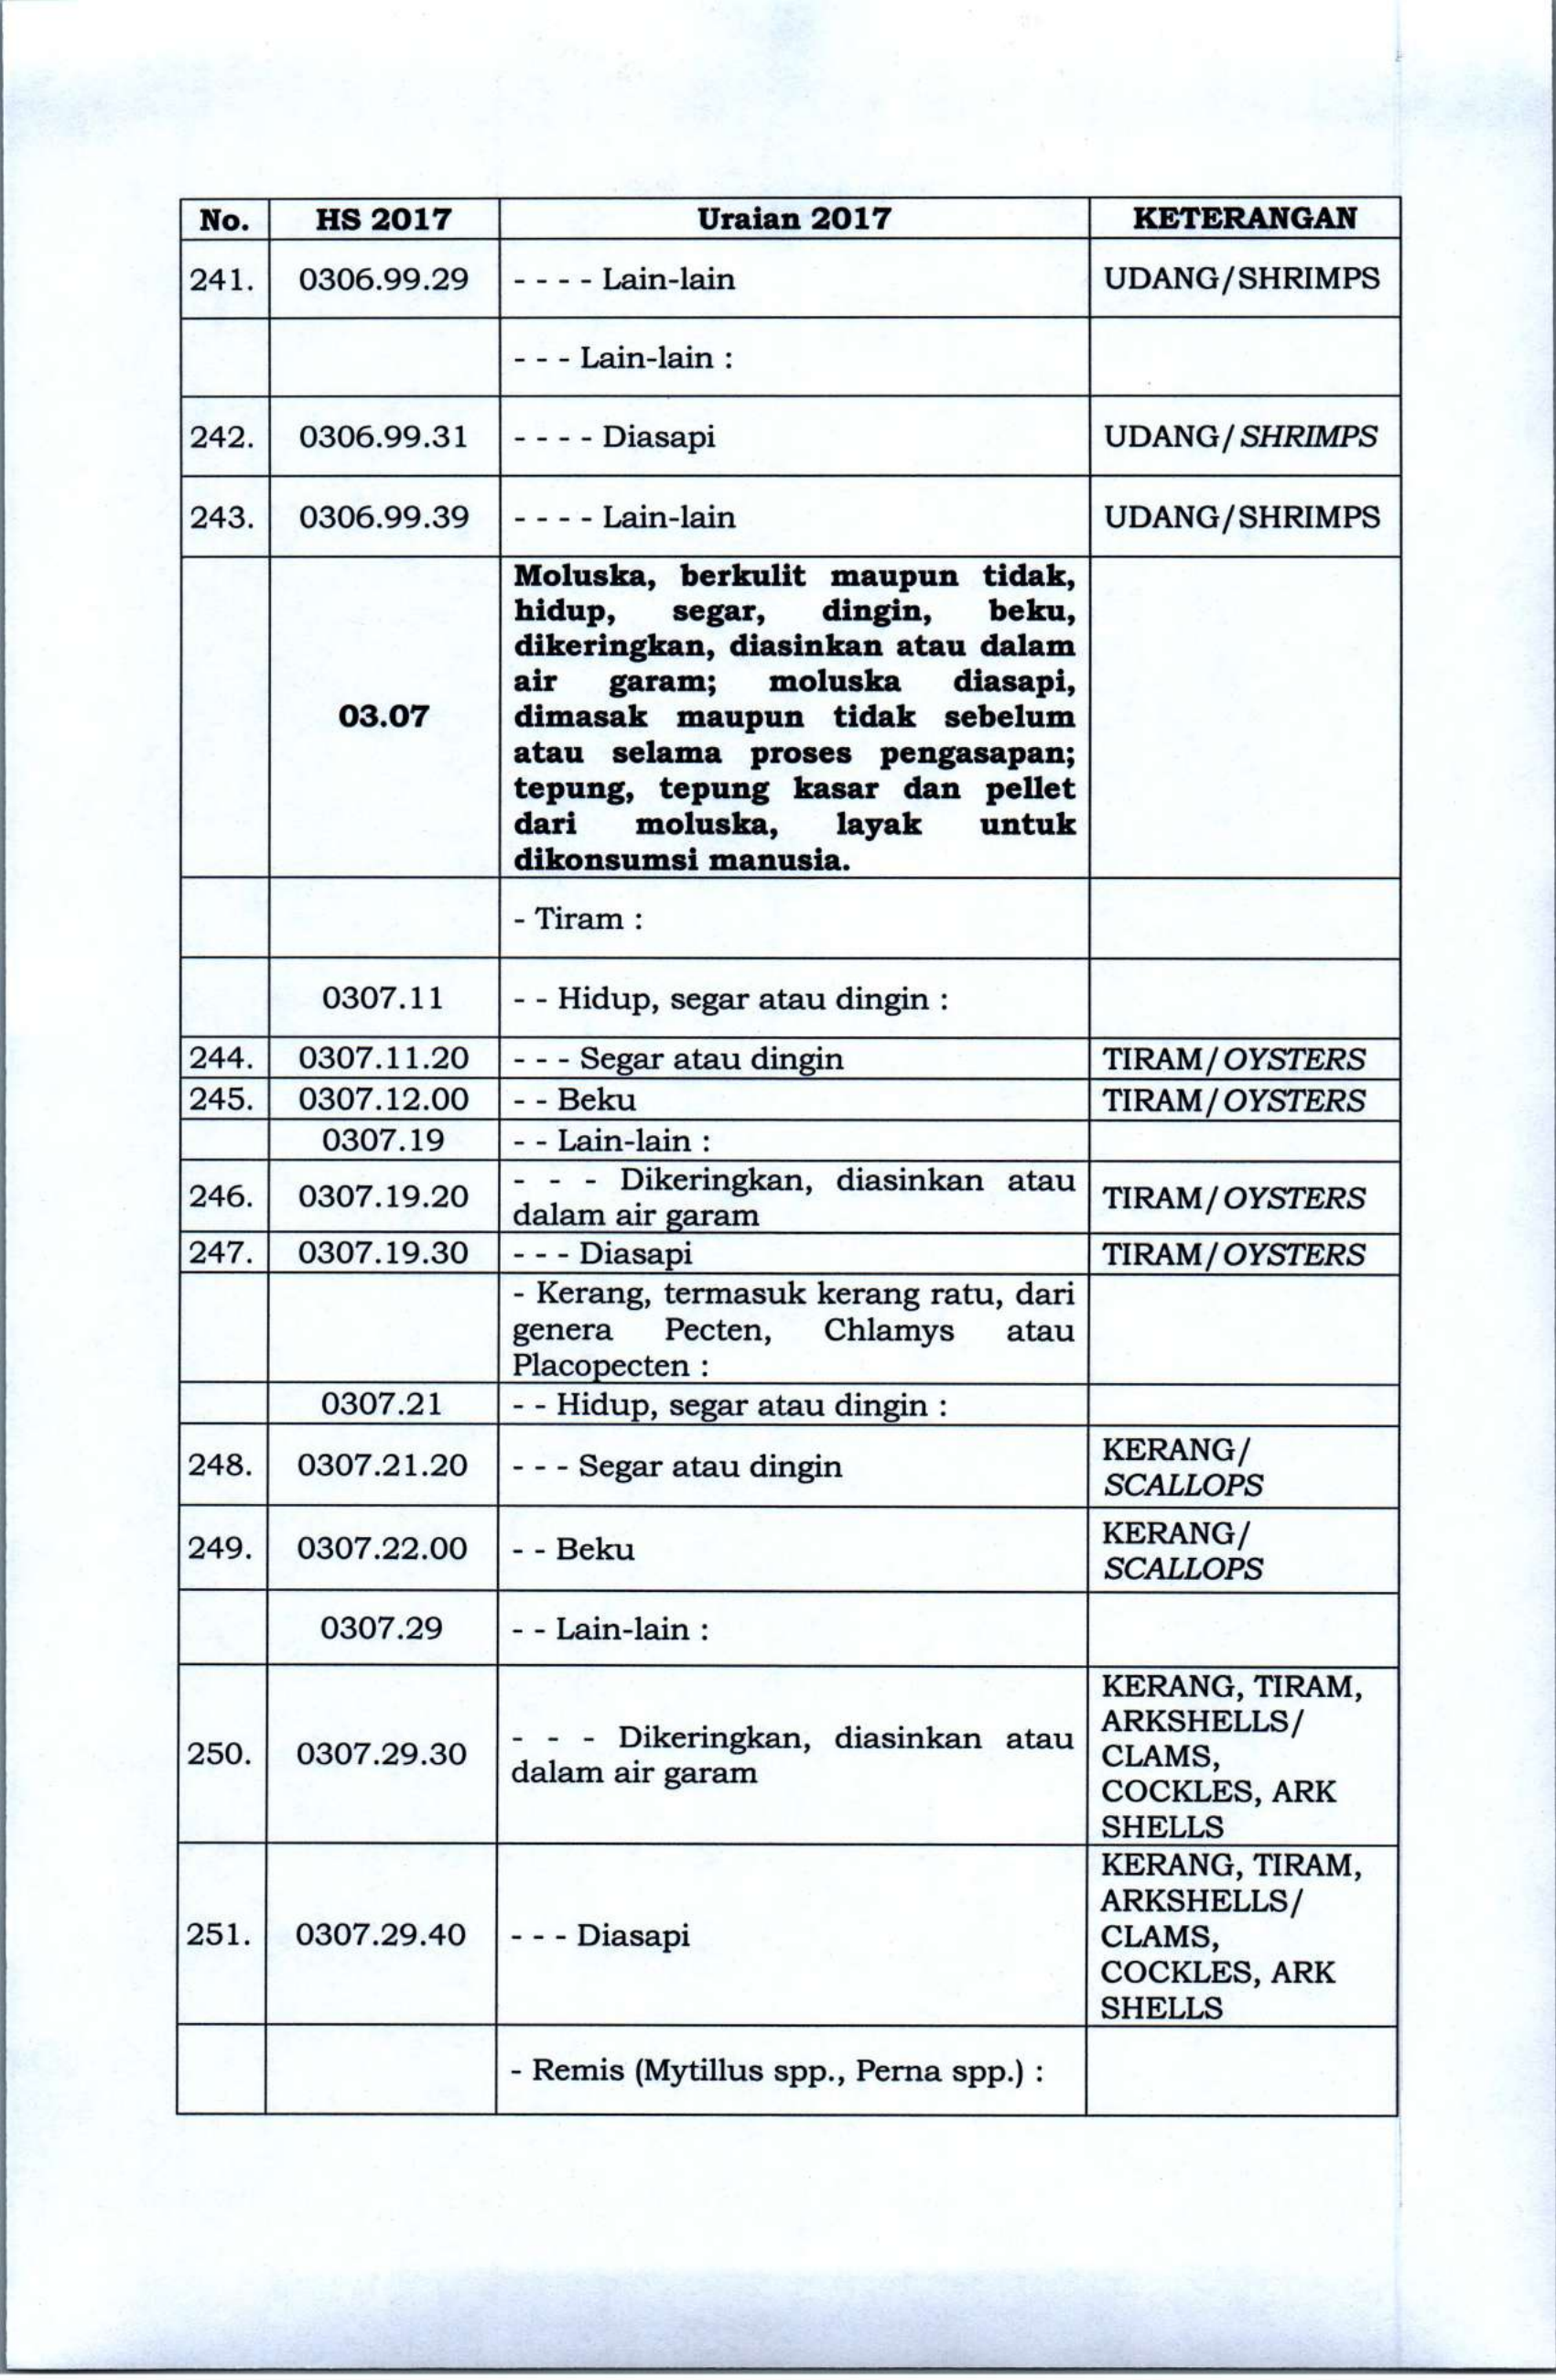 No. HS 2017 Uraian 2017 KETERANGAN
241. 0306.99.29 - - - - Lain-lain UDANG/SHRIMPS
- - - Lain-lain :
242. 0306.99.31 - - - - Diasapi UDANG/SHRIMPS
243. 0306.99.39 - - - - Lain-lain UDANG/SHRIMPS
03.07
Moluska, berkulit maupun tidak,
hidup, segar, dingin, beku,
dikeringkan, diasinkan atau dalam
air garam; moluska diasapi,
dimasak maupun tidak sebelum
atau selama proses pengasapan;
tepung, tepung kasar dan pellet
dari moluska, layak untuk
dikonsumsi manusia.
- Tiram :
0307.11 - - Hidup, segar atau dingin :
244. 0307.11.20 - - - Segar atau dingin TIRAM/OYSTERS
245. 0307.12.00 - - Beku TIRAM/OYSTERS
0307.19 - - Lain-lain :
246. 0307.19.20
- - - Dikeringkan, diasinkan atau
dalam air garam
TIRAM/OYSTERS
247. 0307.19.30 - - - Diasapi TIRAM/OYSTERS
- Kerang, termasuk kerang ratu, dari
genera Pecten, Chlamys atau
Placopecten :
0307.21 - - Hidup, segar atau dingin :
248. 0307.21.20 - - - Segar atau dingin
KERANG/
SCALLOPS
249. 0307.22.00 - - Beku
KERANG/
SCALLOPS
0307.29 - - Lain-lain :
250. 0307.29.30
- - - Dikeringkan, diasinkan atau
dalam air garam
KERANG, TIRAM,
ARKSHELLS/
CLAMS,
COCKLES, ARK
SHELLS
251. 0307.29.40 - - - Diasapi
KERANG, TIRAM,
ARKSHELLS/
CLAMS,
COCKLES, ARK
SHELLS
- Remis (Mytillus spp., Perna spp.) :